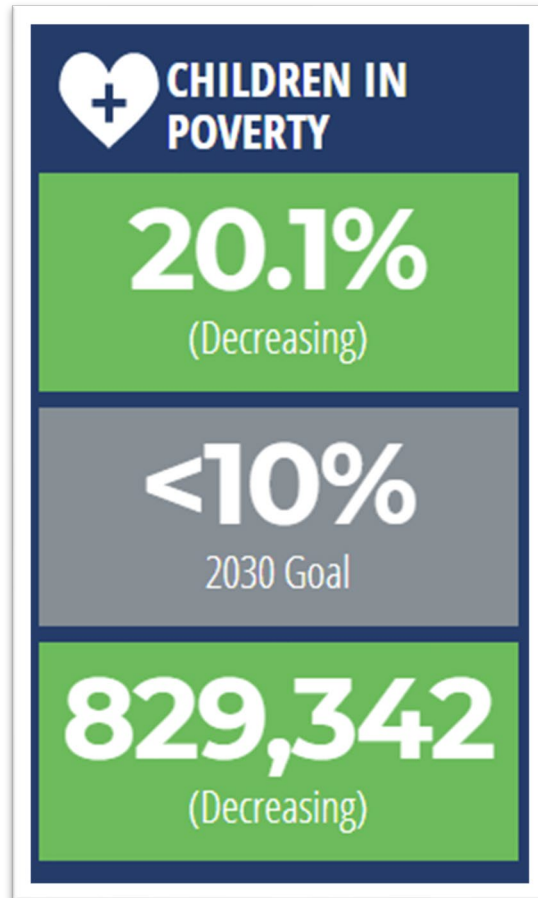 CHILDREN IN
POVERTY
20.1%
(Decreasing)
<10%
2030 Goal
829,342
(Decreasing)